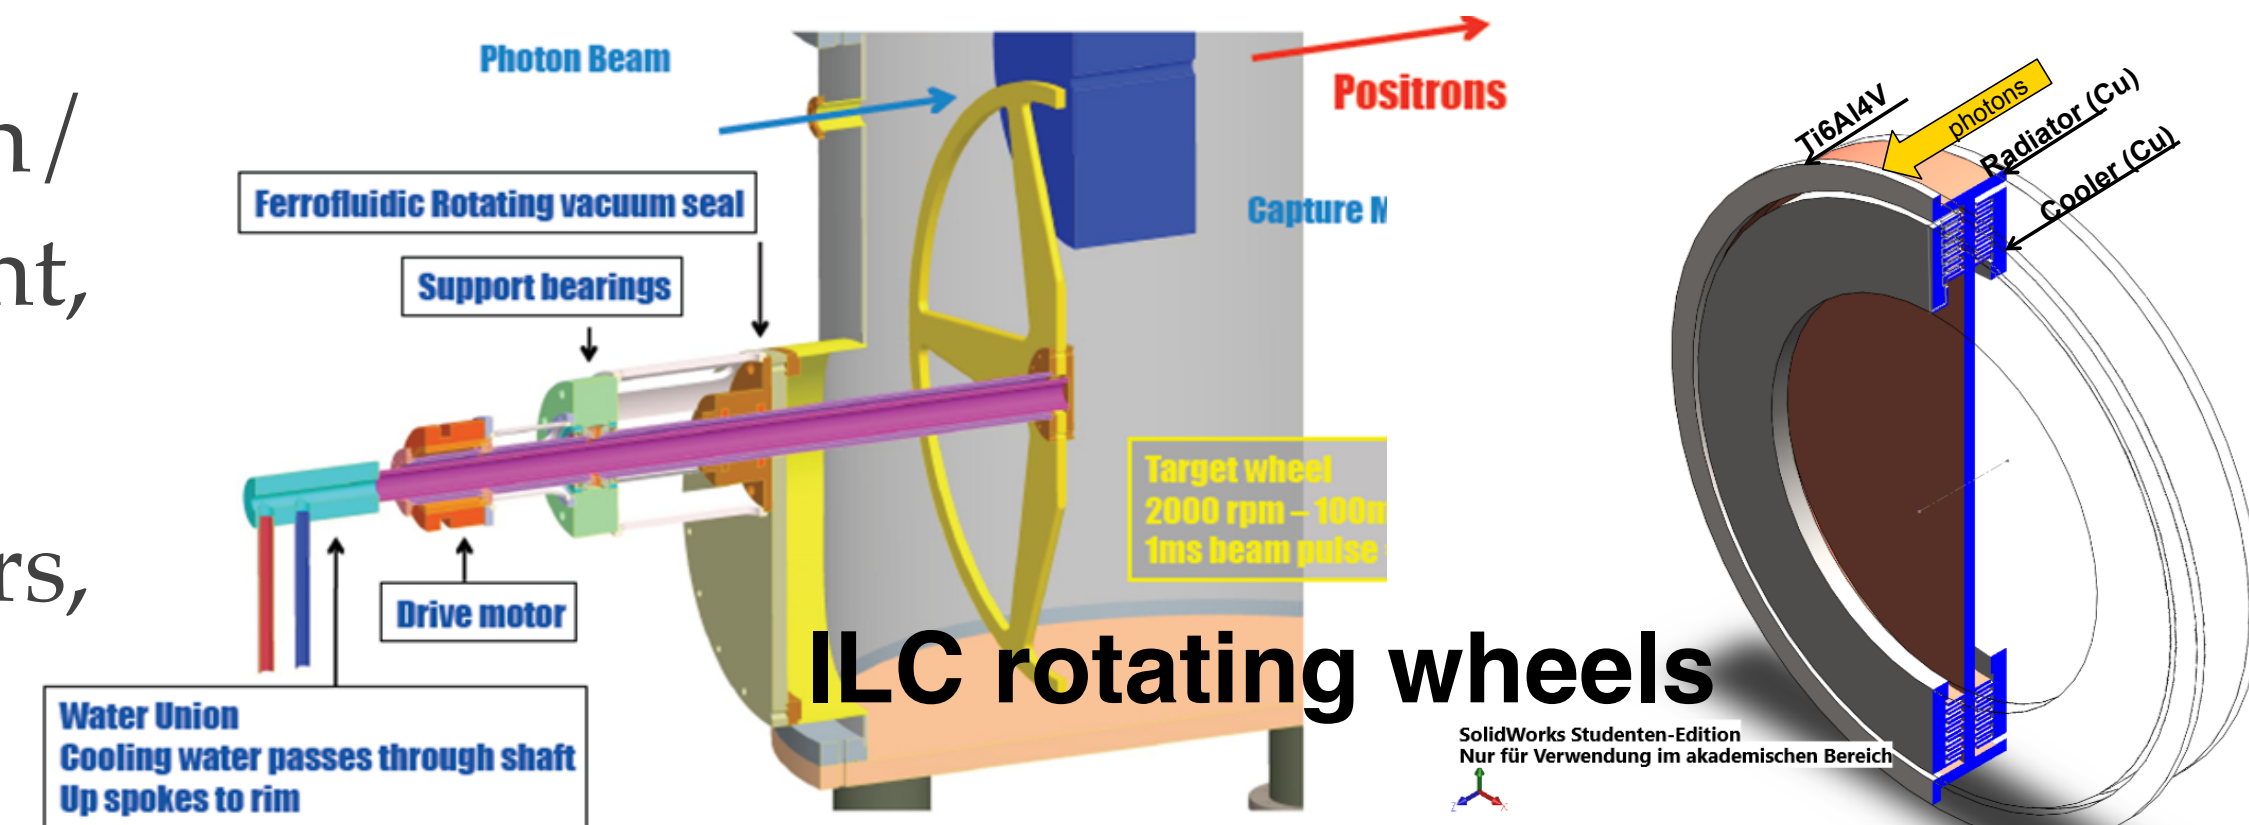 n/
nt,
rs,
Photon Beam
Positrons
Ferrofluidic Rotating vacuum seal
Capture M
Support bearings
Target wheel
2000 rpm – 100m
1ms beam pulse
Drive motor
Water Union
Cooling water passes through shaft
Up spokes to rim
ILC rotating wheels
Ti6Al4V
photons
Radiator (Cu)
Cooler (Cu)
SolidWorks Studenten-Edition
Nur für Verwendung im akademischen Bereich
Z
X